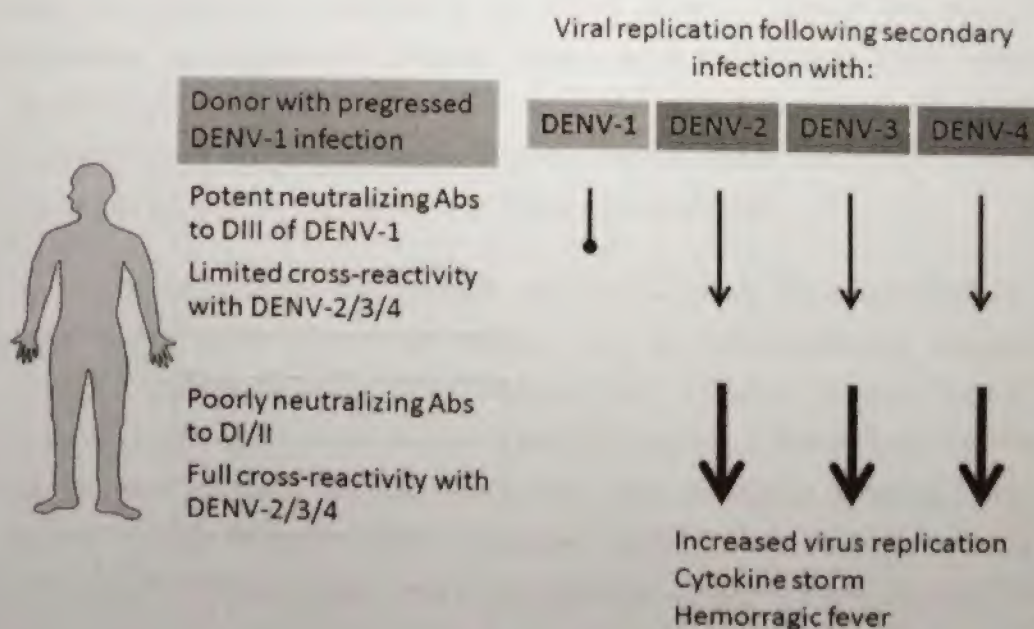 Viral replication following secondary
infection with:
Donor with pregressed
DENV-1 infection
DENV-1
DENV-2
DENV-3
DENV-4
Potent neutralizing Abs
to DIII of DENV-1
Limited cross-reactivity
with DENV-2/3/4
Poorly neutralizing Abs
to DI/II
Full cross-reactivity with
DENV-2/3/4
Increased virus replication
Cytokine storm
Hemorragic fever